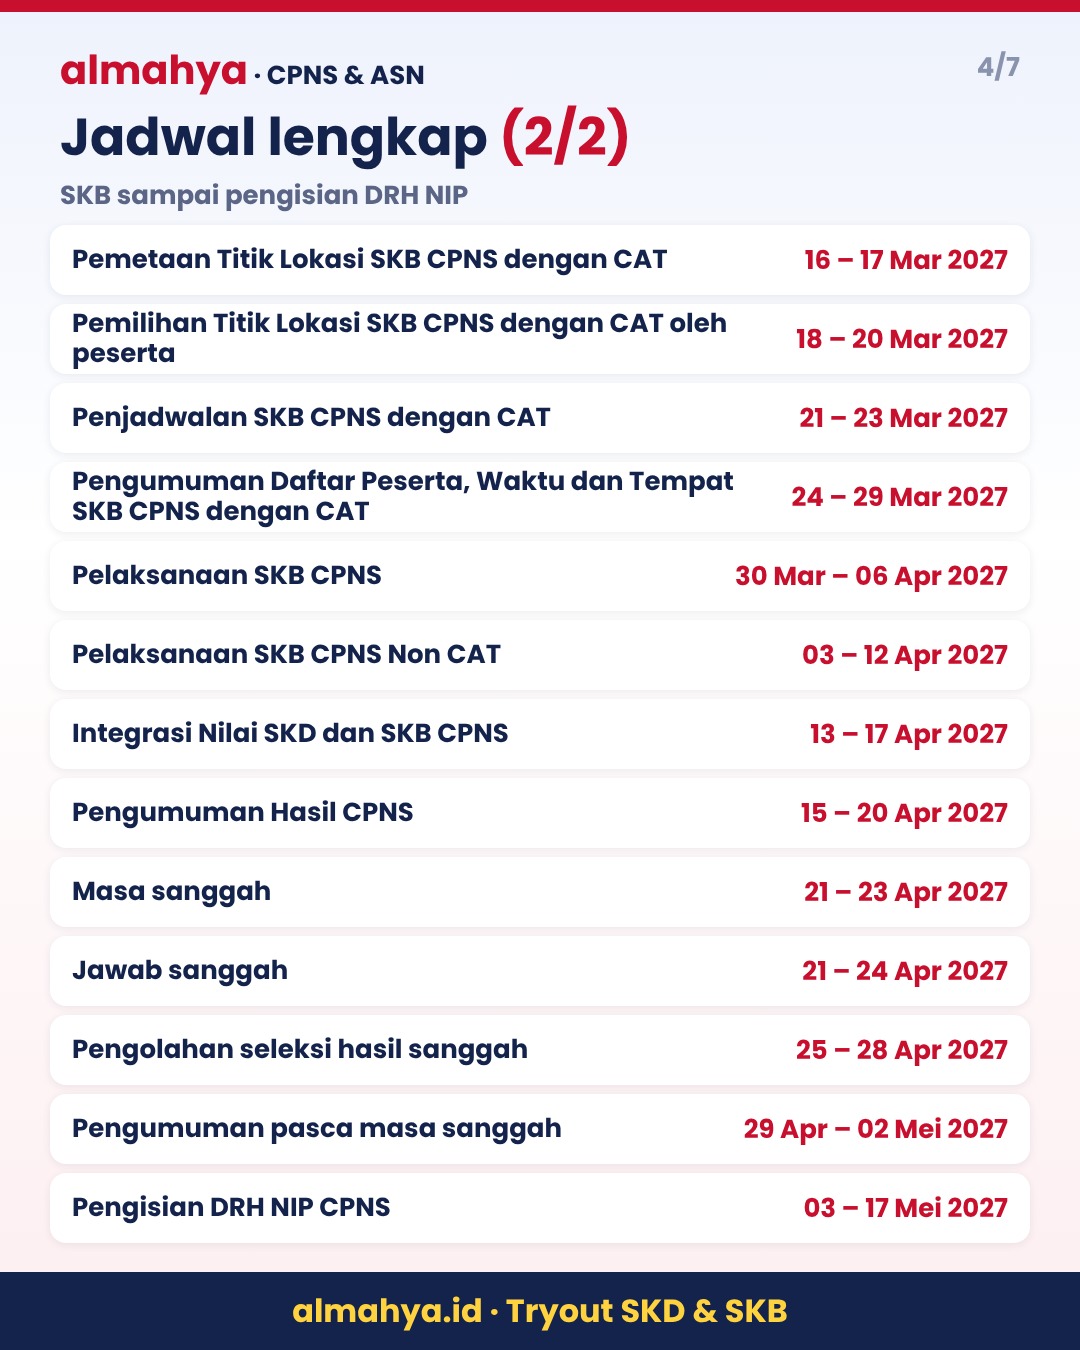 almahya · CPNS & ASN
4/7
Jadwal lengkap (2/2)
SKB sampai pengisian DRH NIP
Pemetaan Titik Lokasi SKB CPNS dengan CAT
16 – 17 Mar 2027
Pemilihan Titik Lokasi SKB CPNS dengan CAT oleh
peserta
18 – 20 Mar 2027
Penjadwalan SKB CPNS dengan CAT
21 – 23 Mar 2027
Pengumuman Daftar Peserta, Waktu dan Tempat
SKB CPNS dengan CAT
24 – 29 Mar 2027
Pelaksanaan SKB CPNS
30 Mar – 06 Apr 2027
Pelaksanaan SKB CPNS Non CAT
03 – 12 Apr 2027
Integrasi Nilai SKD dan SKB CPNS
13 – 17 Apr 2027
Pengumuman Hasil CPNS
15 – 20 Apr 2027
Masa sanggah
21 – 23 Apr 2027
Jawab sanggah
21 – 24 Apr 2027
Pengolahan seleksi hasil sanggah
25 – 28 Apr 2027
Pengumuman pasca masa sanggah
29 Apr – 02 Mei 2027
Pengisian DRH NIP CPNS
03 – 17 Mei 2027
almahya.id · Tryout SKD & SKB